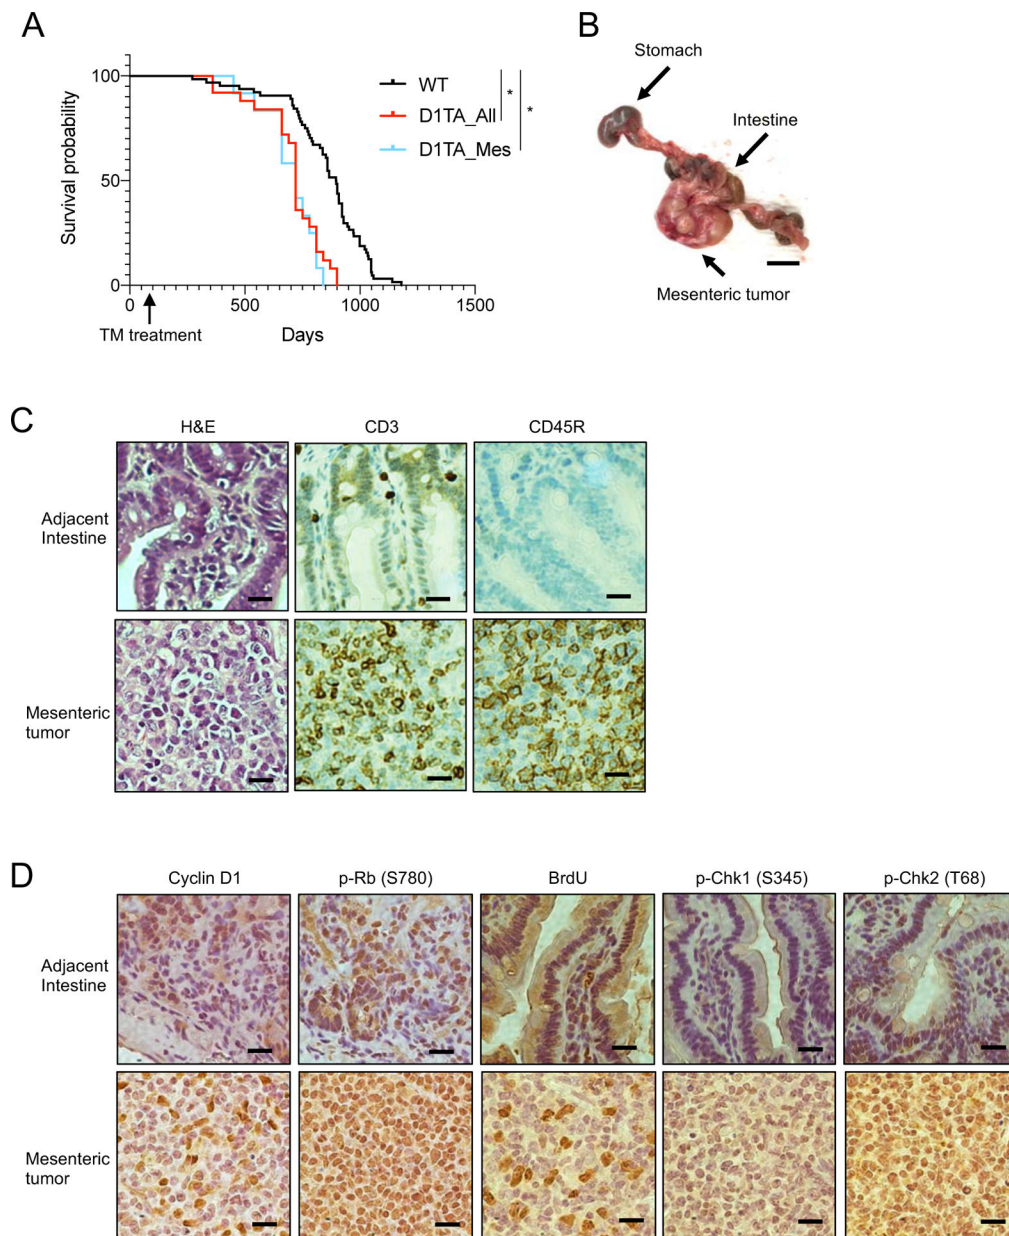 A
Survival probability
100
50
0
0
500
1000
1500
TM treatment
Days
WT
D1TA_All
D1TA_Mes
*
*
B
Stomach
Intestine
Mesenteric tumor
C
H&E
CD3
CD45R
Adjacent
Intestine
Mesenteric
tumor
D
Cyclin D1
p-Rb (S780)
BrdU
p-Chk1 (S345)
p-Chk2 (T68)
Adjacent
Intestine
Mesenteric
tumor